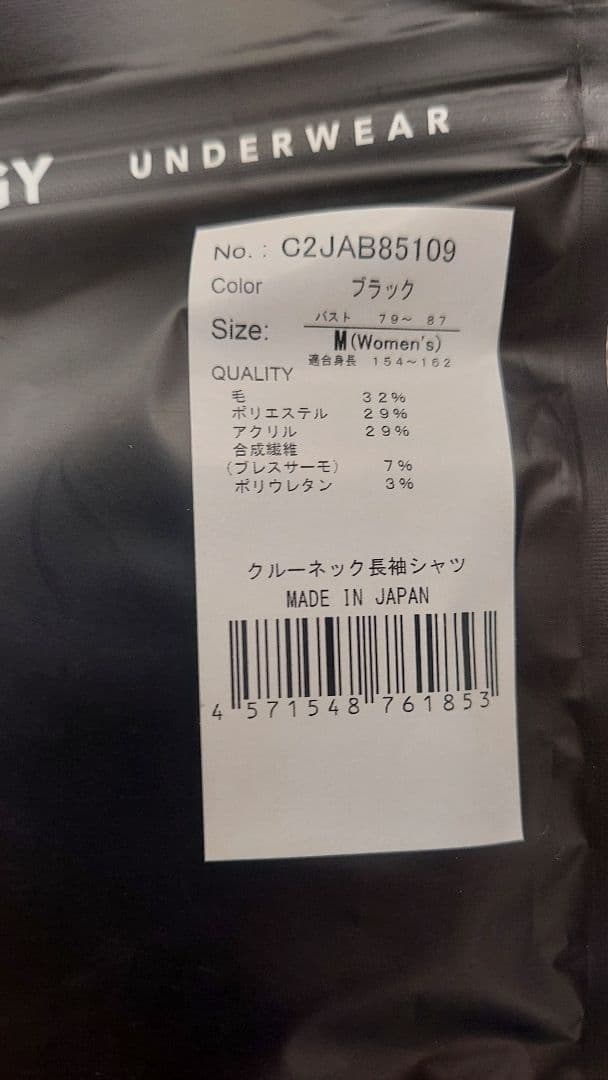 GY UNDERWEAR
No.: C2JAB85109
Color ブラック
Size: バスト 79～ 87
M(Women's)
適合身長 154～162
QUALITY
毛 32%
ポリエステル 29%
アクリル 29%
合成繊維
(ブレスサーモ) 7%
ポリウレタン 3%
クルーネック長袖シャツ
MADE IN JAPAN
4 571548 761853